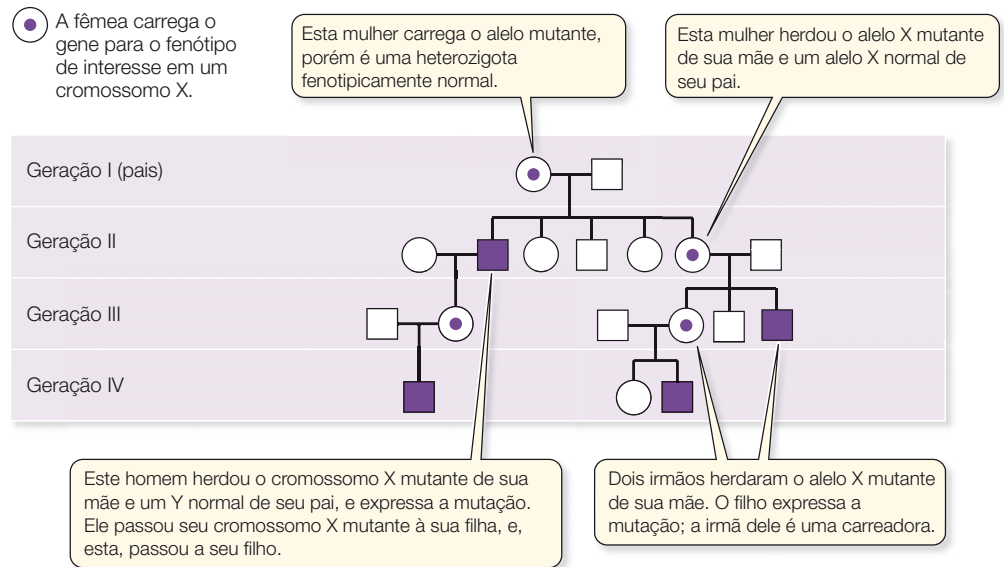 A fêmea carrega o
gene para o fenótipo
de interesse em um
cromossomo X.
Esta mulher carrega o alelo mutante,
porém é uma heterozigota
fenotipicamente normal.
Esta mulher herdou o alelo X mutante
de sua mãe e um alelo X normal de
seu pai.
Geração I (pais)
Geração II
Geração III
Geração IV
Este homem herdou o cromossomo X mutante de sua
mãe e um Y normal de seu pai, e expressa a mutação.
Ele passou seu cromossomo X mutante à sua filha, e,
esta, passou a seu filho.
Dois irmãos herdaram o alelo X mutante
de sua mãe. O filho expressa a
mutação; a irmã dele é uma carreadora.